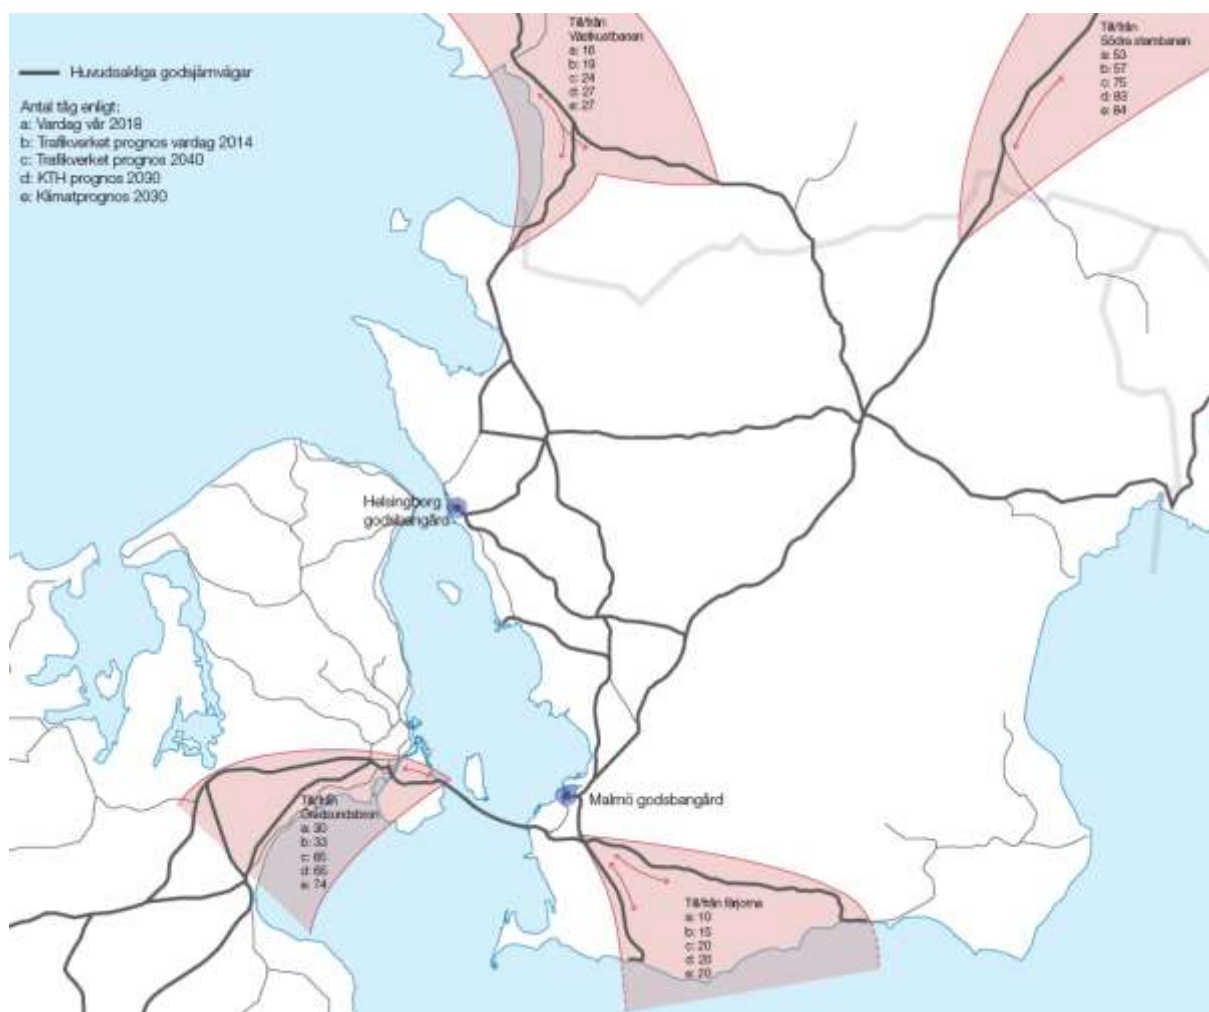 Till/från
Västkustbanan
a: 16
b: 19
c: 24
d: 27
e: 27
Till/från
Södra stambanan
a: 53
b: 57
c: 75
d: 83
e: 84
Huvudsakliga godsjärnvägar
Antal tåg enligt:
a: Vardag vår 2018
b: Trafikverket prognos vardag 2014
c: Trafikverket prognos 2040
d: KTH prognos 2030
e: Klimatprognos 2030
Helsingborg
godsbangård
Malmö godsbangård
Till/från
Öresundsbron
a: 30
b: 33
c: 65
d: 65
e: 74
Till/från färjorna
a: 10
b: 15
c: 20
d: 20
e: 20